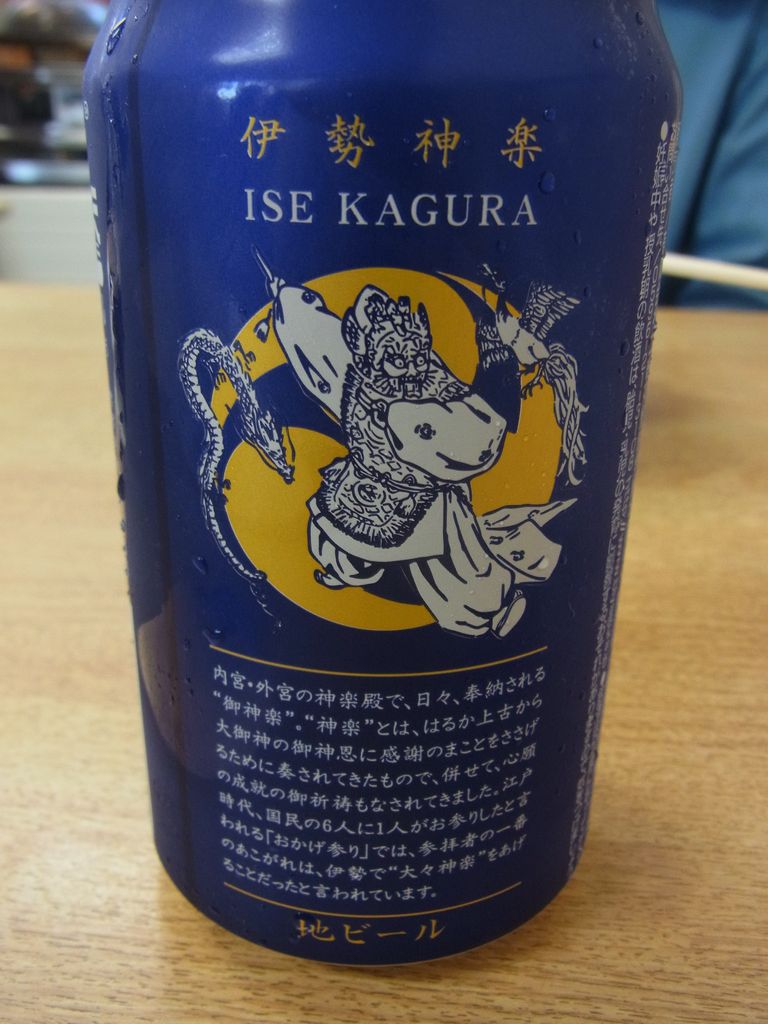 伊勢神楽
ISE KAGURA
内宮・外宮の神楽殿で、日々、奉納される
“御神楽”。“神楽”とは、はるか上古から
大御神の御神恩に感謝のまことをささげ
るために奏されてきたもので、併せて、心願
の成就の御祈祷もなされてきました。江戸
時代、国民の6人に1人がお参りしたと言
われる「おかげ参り」では、参拝者の一番
のあこがれは、伊勢で“大々神楽”をあげ
ることだったと言われています。
地ビール